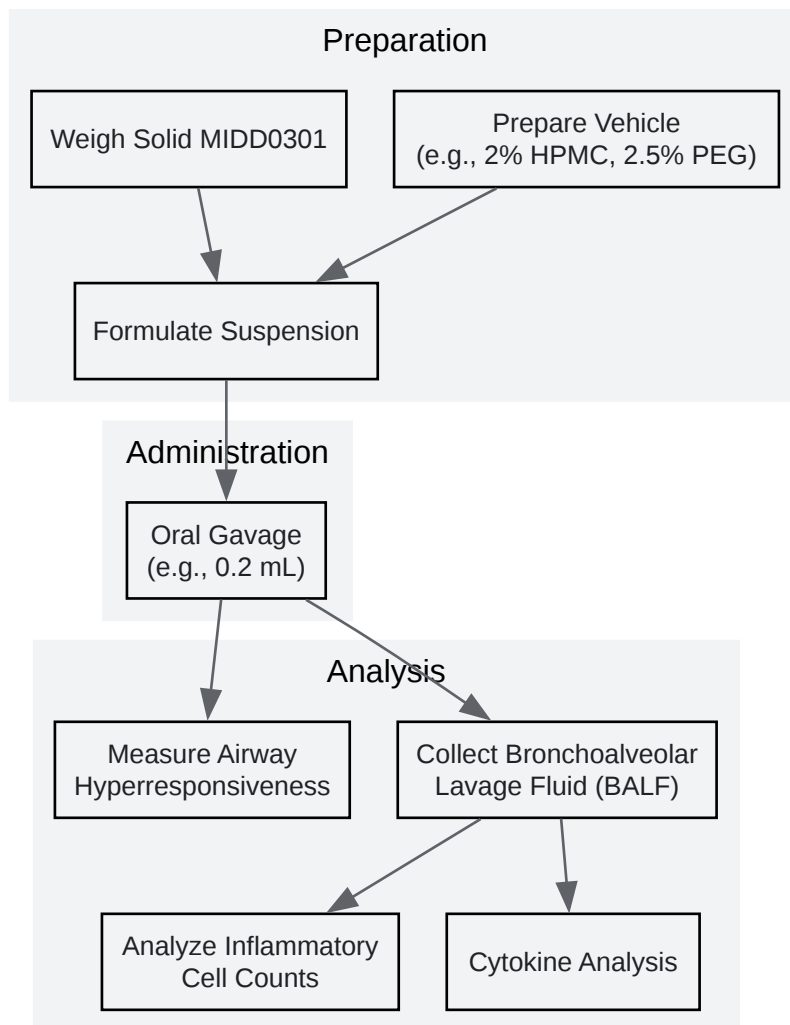 Preparation
Weigh Solid MIDD0301
Prepare Vehicle
(e.g., 2% HPMC, 2.5% PEG)
Formulate Suspension
Administration
Oral Gavage
(e.g., 0.2 mL)
Analysis
Measure Airway
Hyperresponsiveness
Collect Bronchoalveolar
Lavage Fluid (BALF)
Analyze Inflammatory
Cell Counts
Cytokine Analysis